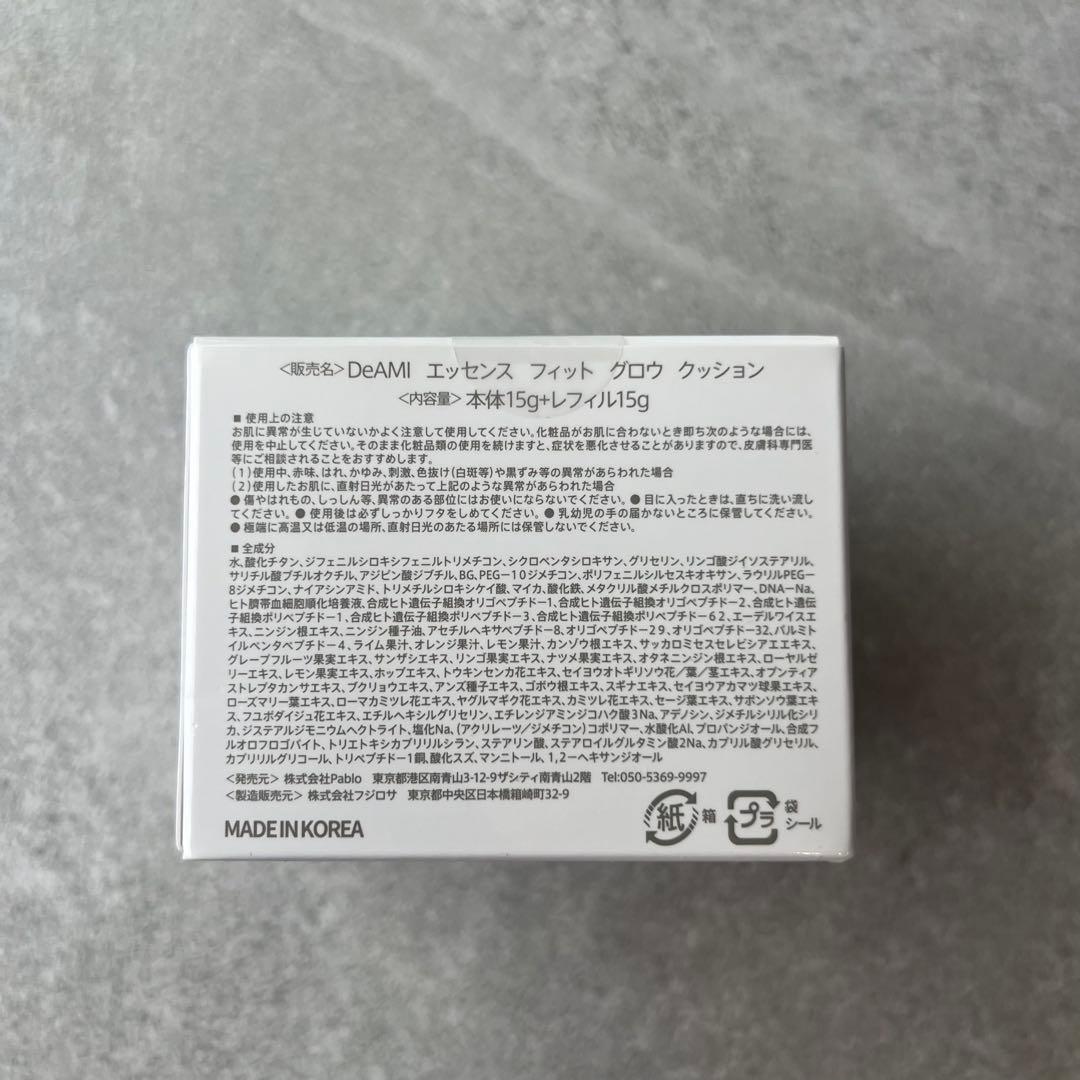 <販売名>DeAMI エッセンス フィット グロウ クッション
<内容量>本体15g+レフィル15g
■ 使用上の注意
お肌に異常が生じていないかよく注意して使用してください。化粧品がお肌に合わないとき即ち次のような場合には、
使用を中止してください。そのまま化粧品類の使用を続けますと、症状を悪化させることがありますので、皮膚科専門医
等にご相談されることをおすすめします。
(1)使用中、赤味、はれ、かゆみ、刺激、色抜け(白斑等)や黒ずみ等の異常があらわれた場合
(2)使用したお肌に、直射日光があたって上記のような異常があらわれた場合
● 傷やはれもの、しっしん等、異常のある部位にはお使いにならないでください。● 目に入ったときは、直ちに洗い流し
てください。● 使用後は必ずしっかりフタをしめてください。● 乳幼児の手の届かないところに保管してください。
● 極端に高温又は低温の場所、直射日光のあたる場所には保管しないでください。
■ 全成分
水、酸化チタン、ジフェニルシロキシフェニルトリメチコン、シクロペンタシロキサン、グリセリン、リンゴ酸ジイソステアリル、
サリチル酸ブチルオクチル、アジピン酸ジブチル、BG、PEG−10ジメチコン、ポリフェニルシルセスキオキサン、ラウリルPEG−
8ジメチコン、ナイアシンアミド、トリメチルシロキシケイ酸、マイカ、酸化鉄、メタクリル酸メチルクロスポリマー、DNA−Na、
ヒト臍帯血細胞順化培養液、合成ヒト遺伝子組換オリゴペプチド−1、合成ヒト遺伝子組換オリゴペプチド−2、合成ヒト遺伝
子組換ポリペプチド−1、合成ヒト遺伝子組換ポリペプチド−3、合成ヒト遺伝子組換ポリペプチド−62、エーデルワイスエ
キス、ニンジン根エキス、ニンジン種子油、アセチルヘキサペプチド−8、オリゴペプチド−29、オリゴペプチド−32、パルミト
イルペンタペプチド−4、ライム果汁、オレンジ果汁、レモン果汁、カンゾウ根エキス、サッカロミセスセレビシアエエキス、
グレープフルーツ果実エキス、サンザシエキス、リンゴ果実エキス、ナツメ果実エキス、オタネニンジン根エキス、ローヤルゼ
リーエキス、レモン果実エキス、ホップエキス、トウキンセンカ花エキス、セイヨウオトギリソウ花/葉/茎エキス、オプンティア
ストレプタカンサエキス、ブクリョウエキス、アンズ種子エキス、ゴボウ根エキス、スギナエキス、セイヨウアカマツ球果エキス、
ローズマリー葉エキス、ローマカミツレ花エキス、ヤグルマギク花エキス、カミツレ花エキス、セージ葉エキス、サボンソウ葉エキ
ス、フユボダイジュ花エキス、エチルヘキシルグリセリン、エチレンジアミンジコハク酸3Na、アデノシン、ジメチルシリル化シリ
カ、ジステアルジモニウムヘクトライト、塩化Na、(アクリレーツ/ジメチコン)コポリマー、水酸化Al、プロパンジオール、合成フ
ルオロフロゴパイト、トリエトキシカプリリルシラン、ステアリン酸、ステアロイルグルタミン酸2Na、カプリル酸グリセリル、
カプリリルグリコール、トリペプチド−1銅、酸化スズ、マンニトール、1,2−ヘキサンジオール
<発売元> 株式会社Pablo 東京都港区南青山3-12-9ザシティ南青山2階 Tel:050-5369-9997
<製造販売元> 株式会社フジロサ 東京都中央区日本橋箱崎町32-9
MADE IN KOREA
紙 箱
プラ 袋
シール